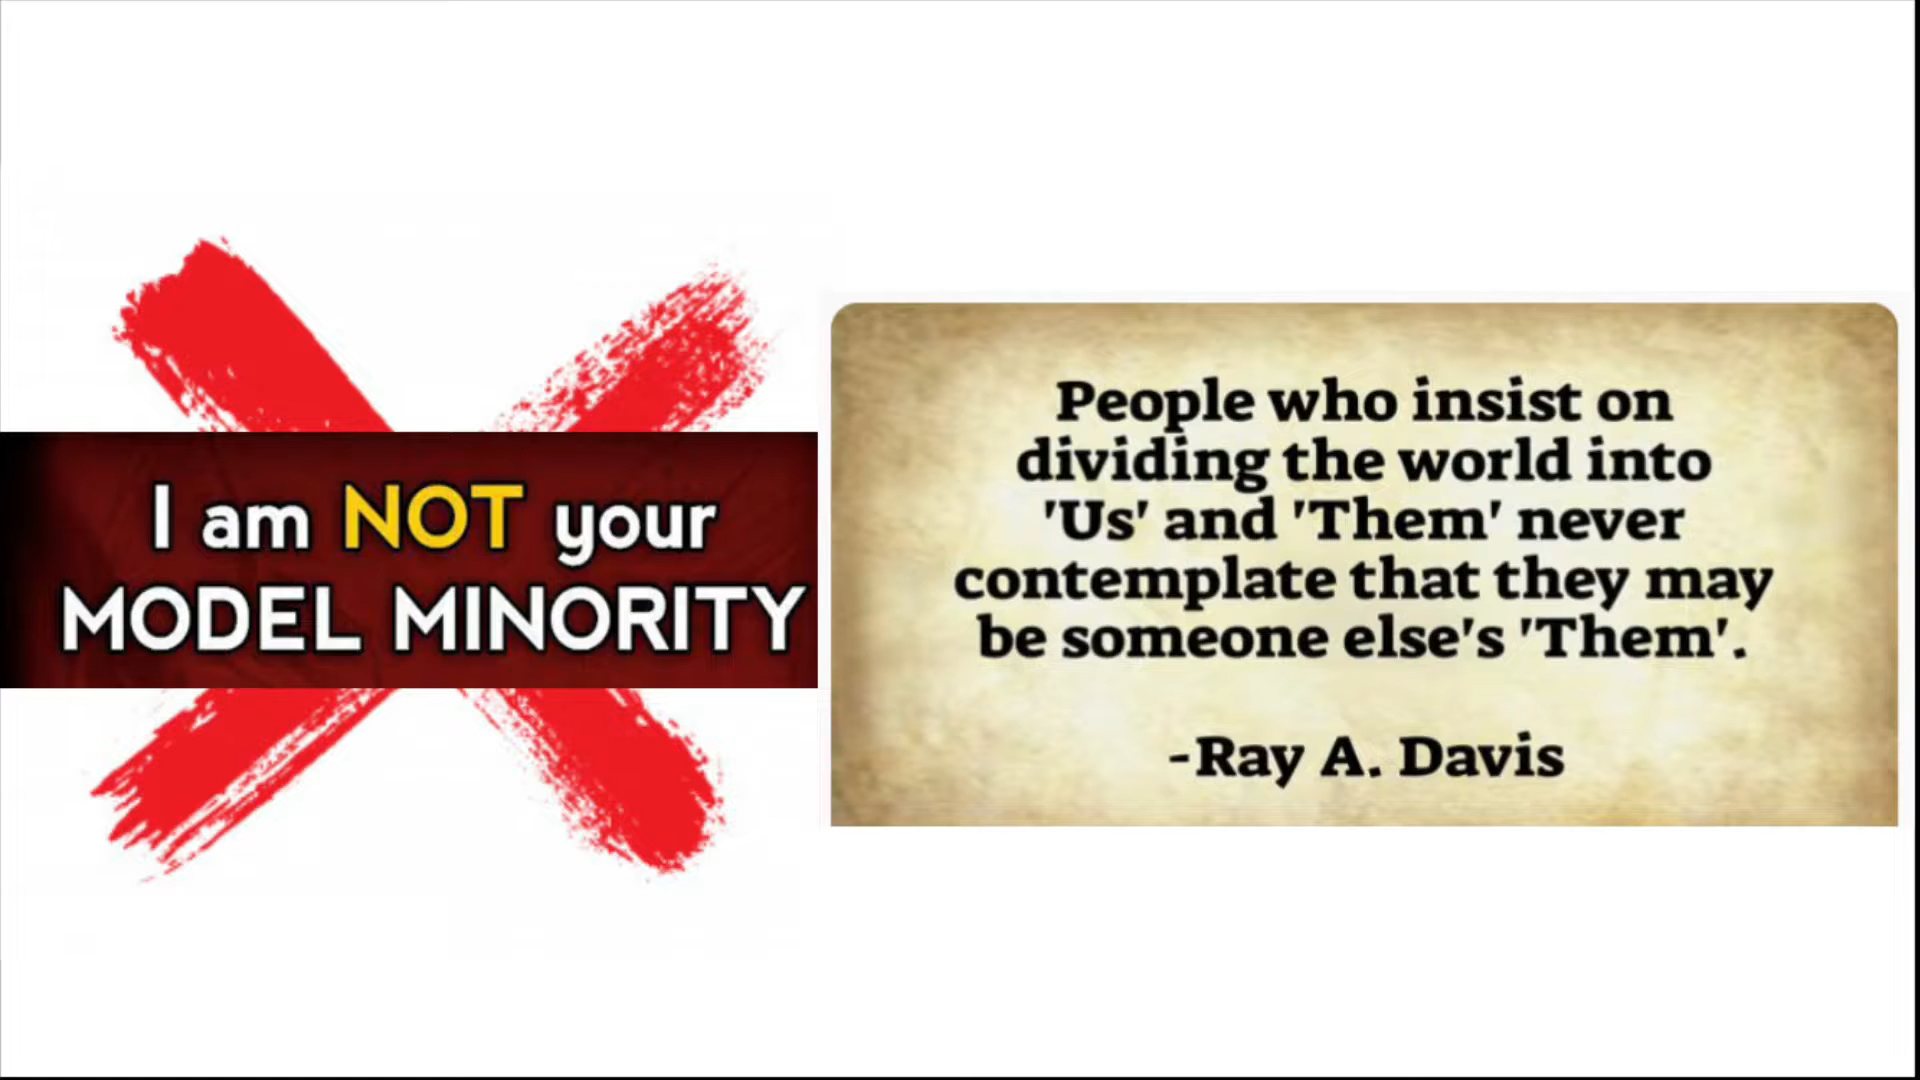 I am NOT your
MODEL MINORITY
People who insist on
dividing the world into
'Us' and 'Them' never
contemplate that they may
be someone else's 'Them'.
-Ray A. Davis